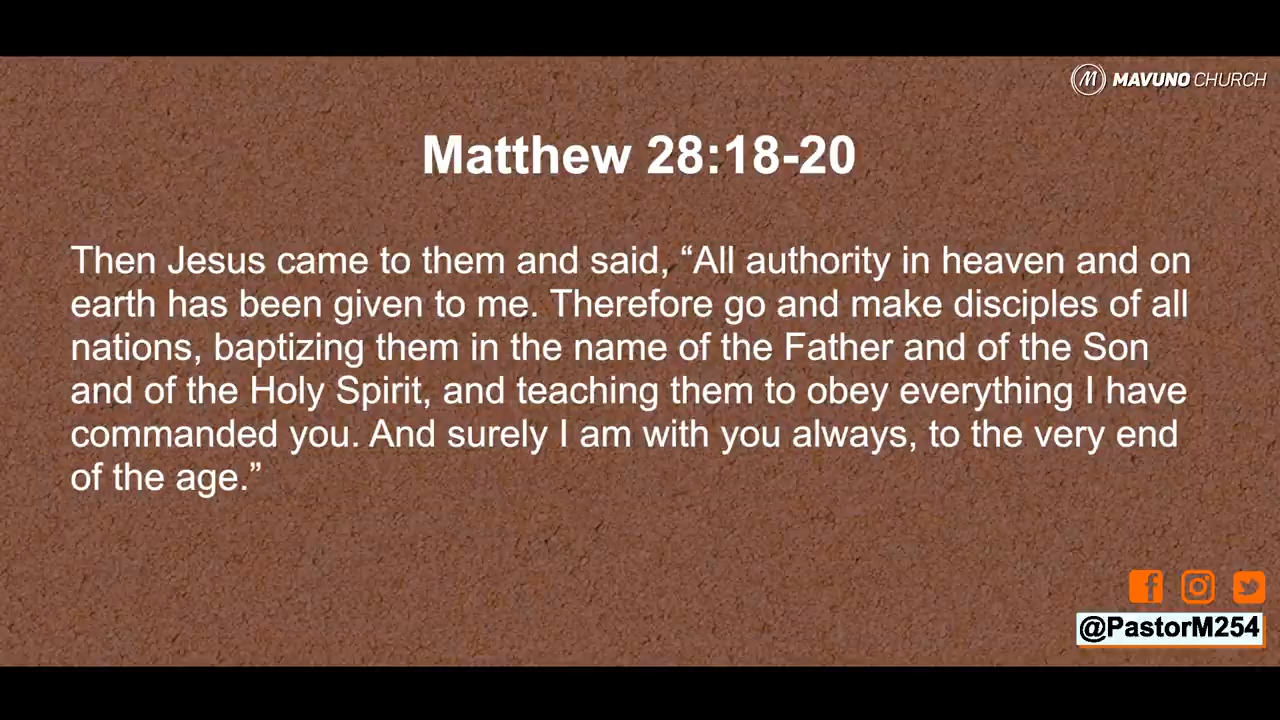 MAVUNO CHURCH
Matthew 28:18-20
Then Jesus came to them and said, “All authority in heaven and on
earth has been given to me. Therefore go and make disciples of all
nations, baptizing them in the name of the Father and of the Son
and of the Holy Spirit, and teaching them to obey everything I have
commanded you. And surely I am with you always, to the very end
of the age.”
@PastorM254